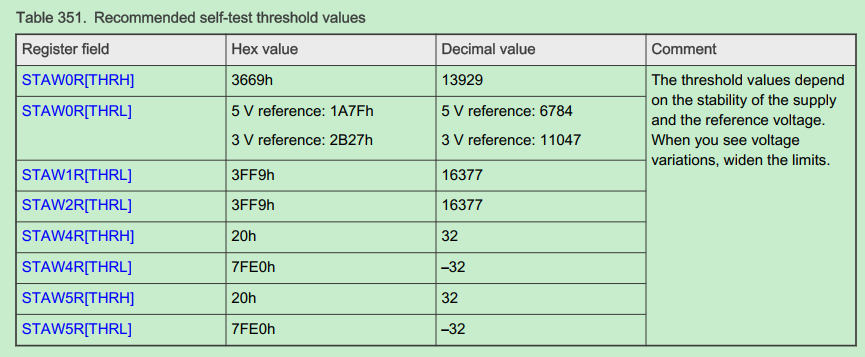 Table 351. Recommended self-test threshold values
Register field Hex value Decimal value Comment
STAW0R[THRH] 3669h 13929 The threshold values depend
on the stability of the supply
and the reference voltage.
When you see voltage
variations, widen the limits.
STAW0R[THRL] 5 V reference: 1A7Fh 5 V reference: 6784
3 V reference: 2B27h 3 V reference: 11047
STAW1R[THRL] 3FF9h 16377
STAW2R[THRL] 3FF9h 16377
STAW4R[THRH] 20h 32
STAW4R[THRL] 7FE0h –32
STAW5R[THRH] 20h 32
STAW5R[THRL] 7FE0h –32